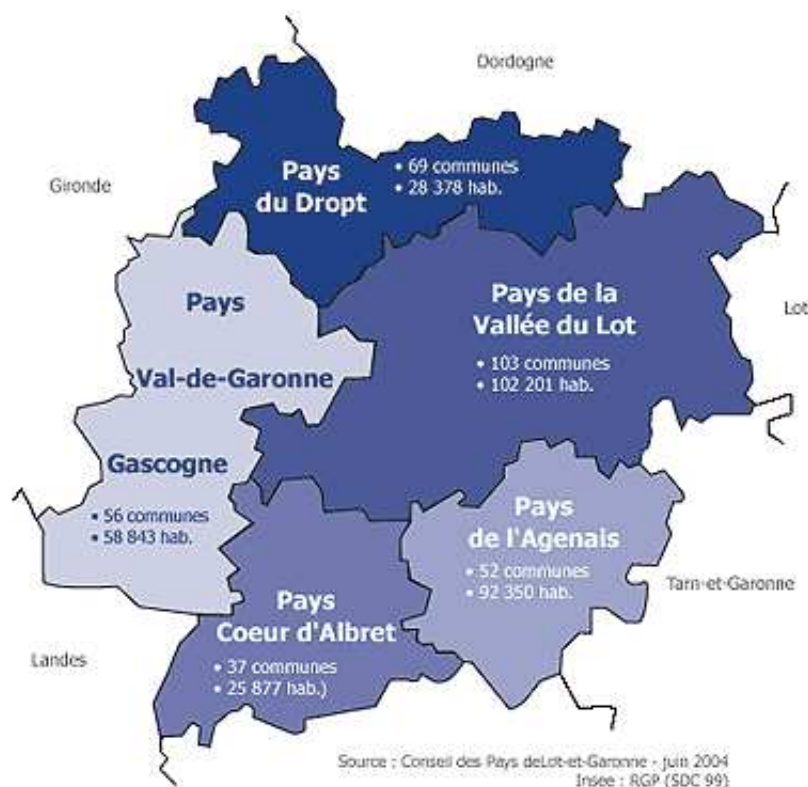 Dordogne
Gironde
Pays
du Dropt
• 69 communes
• 28 378 hab.
Pays
Val-de-Garonne
Gascogne
• 56 communes
• 58 843 hab.
Pays de la
Vallée du Lot
• 103 communes
• 102 201 hab.
Lot
Pays
de l'Agenais
• 52 communes
• 92 350 hab.
Tarn-et-Garonne
Pays
Coeur d'Albret
• 37 communes
• 25 877 hab.)
Landes
Source : Conseil des Pays deLot-et-Garonne - juin 2004
Insee : RGP (SDC 99)